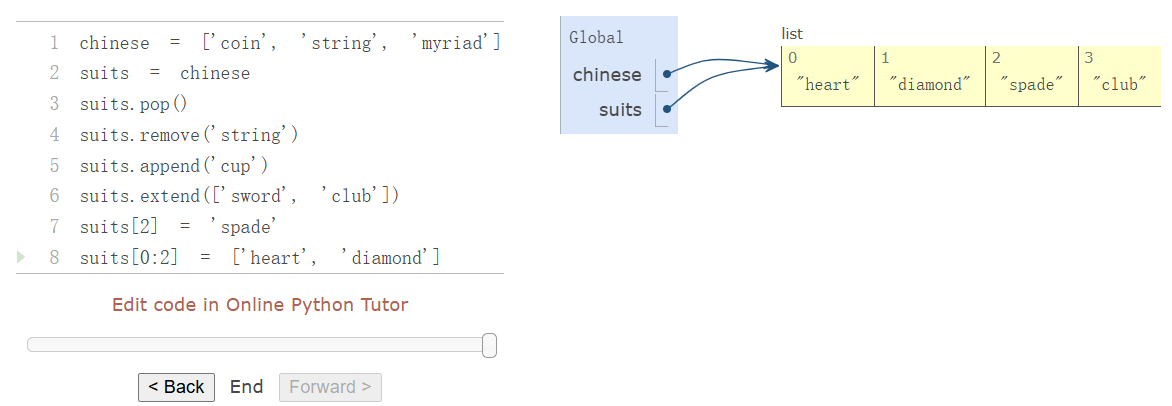 1 chinese = ['coin', 'string', 'myriad']
2 suits = chinese
3 suits.pop()
4 suits.remove('string')
5 suits.append('cup')
6 suits.extend(['sword', 'club'])
7 suits[2] = 'spade'
8 suits[0:2] = ['heart', 'diamond']
Edit code in Online Python Tutor
< Back End Forward >
Global
chinese
suits
list
0 1 2 3
"heart" "diamond" "spade" "club"